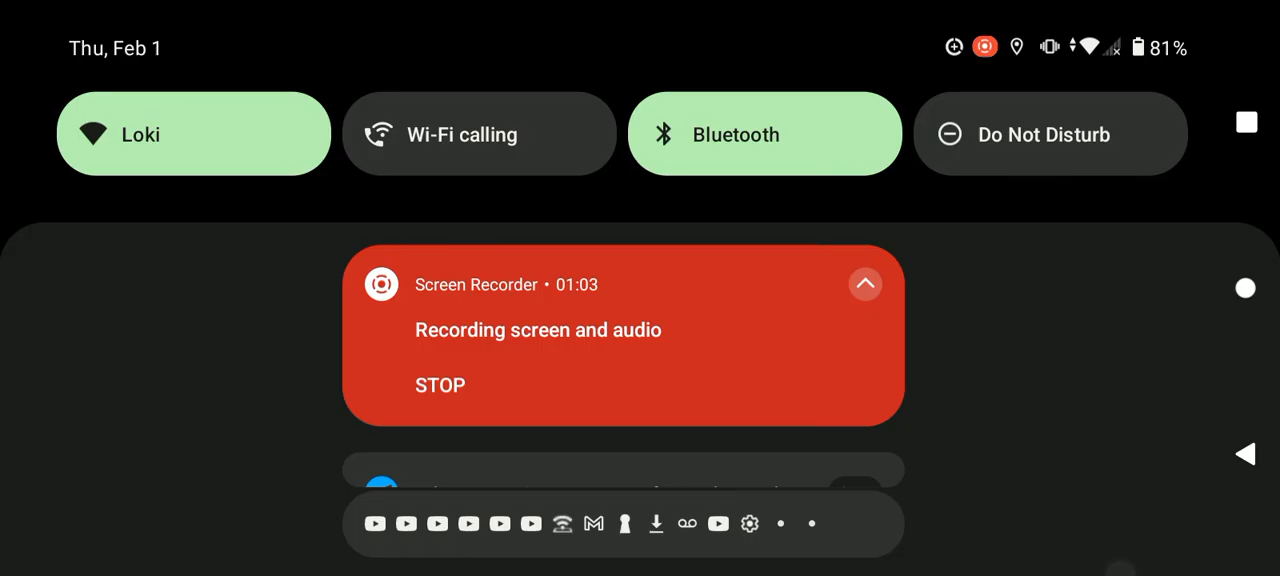 Thu, Feb 1
81%
Loki
Wi-Fi calling
Bluetooth
Do Not Disturb
Screen Recorder • 01:03
Recording screen and audio
STOP